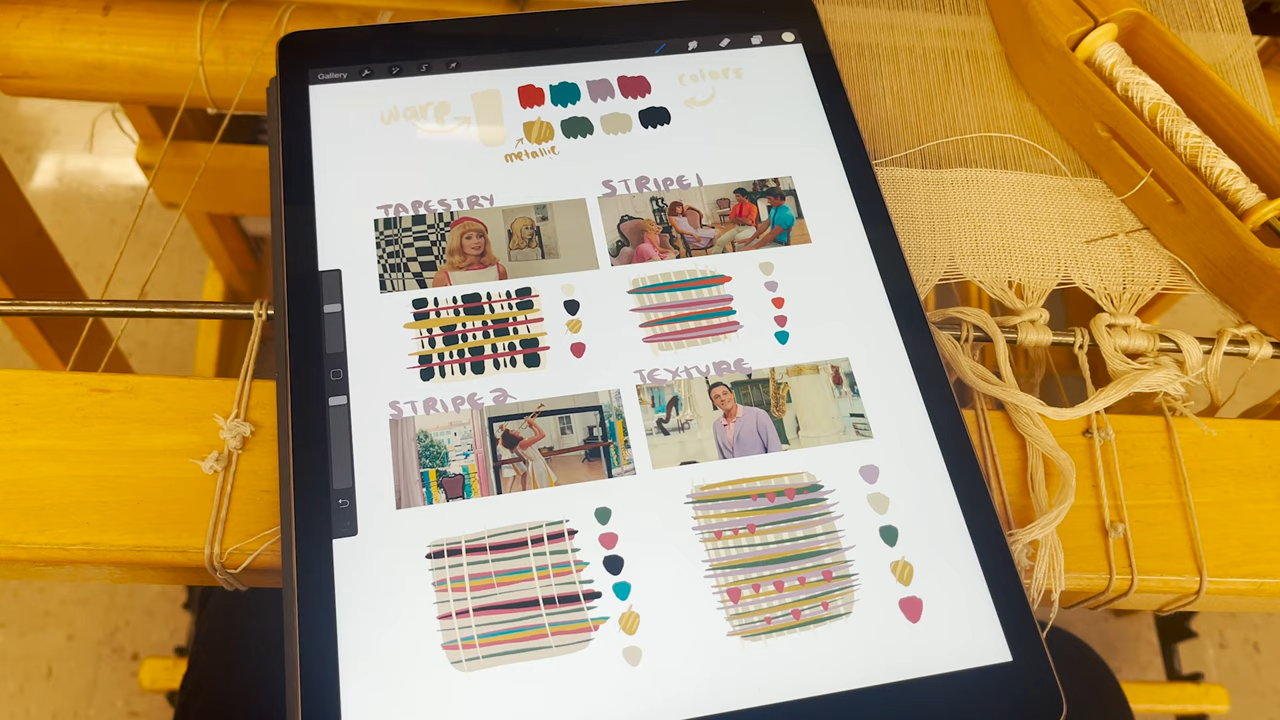 Gallery
warp
colors
metallic
TAPESTRY
STRIPE 1
STRIPE 2
TEXTURE